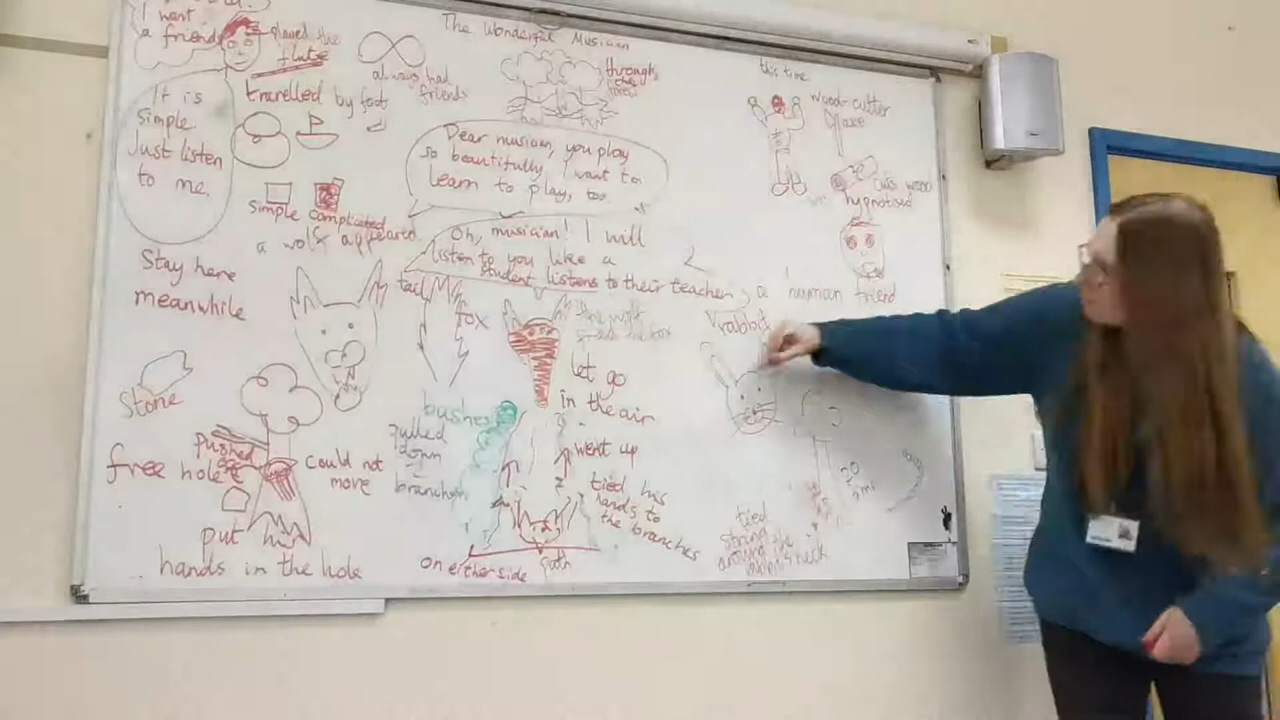 The Wonderful Musician
I want
a friend
played the
flute
always had
friends
through
the
forest
It is
simple.
Just listen
to me.
travelled by foot
Dear musician, you play
so beautifully, I want to
learn to play, too.
simple complicated
a wolf appeared
Oh, musician! I will
listen to you like a
student listens to their teacher
Stay here
meanwhile
Stone
pushed
free hole
could not
move
put
hands in the hole
tail
fox
bushes
pulled
down
branches
let go
in the air
went up
tied his
hands to
the branches
on either side
path
this time
wood-cutter
axe
cuts wood
hypnotised
a human friend
rabbit
20
tied
string
around
neck